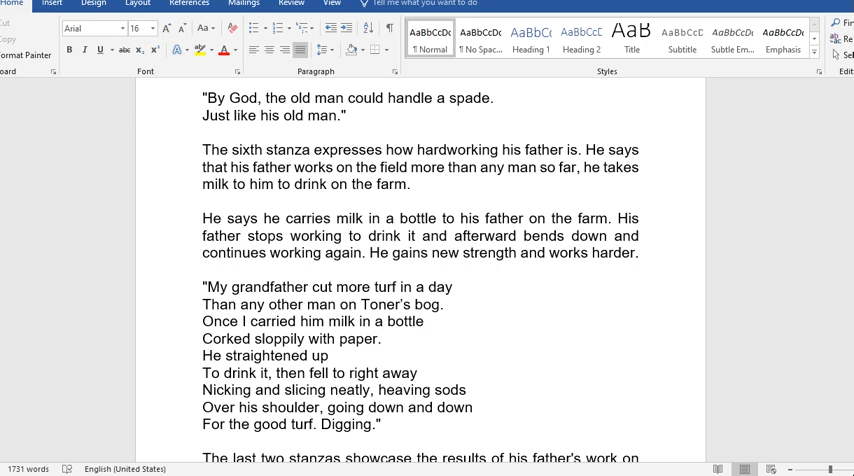 Home Insert Design Layout References Mailings Review View Tell me what you want to do
Cut
Copy
Format Painter
Arial 16 Aa
B I U abc x₂ x² A ab A
AaBbCcDc AaBbCcDc AaBbCc AaBbCcD AaB AaBbCcD AaBbCcDc AaBbCcDc
¶ Normal ¶ No Spac... Heading 1 Heading 2 Title Subtitle Subtle Em... Emphasis
Font Paragraph Styles
"By God, the old man could handle a spade.
Just like his old man."
The sixth stanza expresses how hardworking his father is. He says
that his father works on the field more than any man so far, he takes
milk to him to drink on the farm.
He says he carries milk in a bottle to his father on the farm. His
father stops working to drink it and afterward bends down and
continues working again. He gains new strength and works harder.
"My grandfather cut more turf in a day
Than any other man on Toner's bog.
Once I carried him milk in a bottle
Corked sloppily with paper.
He straightened up
To drink it, then fell to right away
Nicking and slicing neatly, heaving sods
Over his shoulder, going down and down
For the good turf. Digging."
The last two stanzas showcase the results of his father's work on
1731 words English (United States)